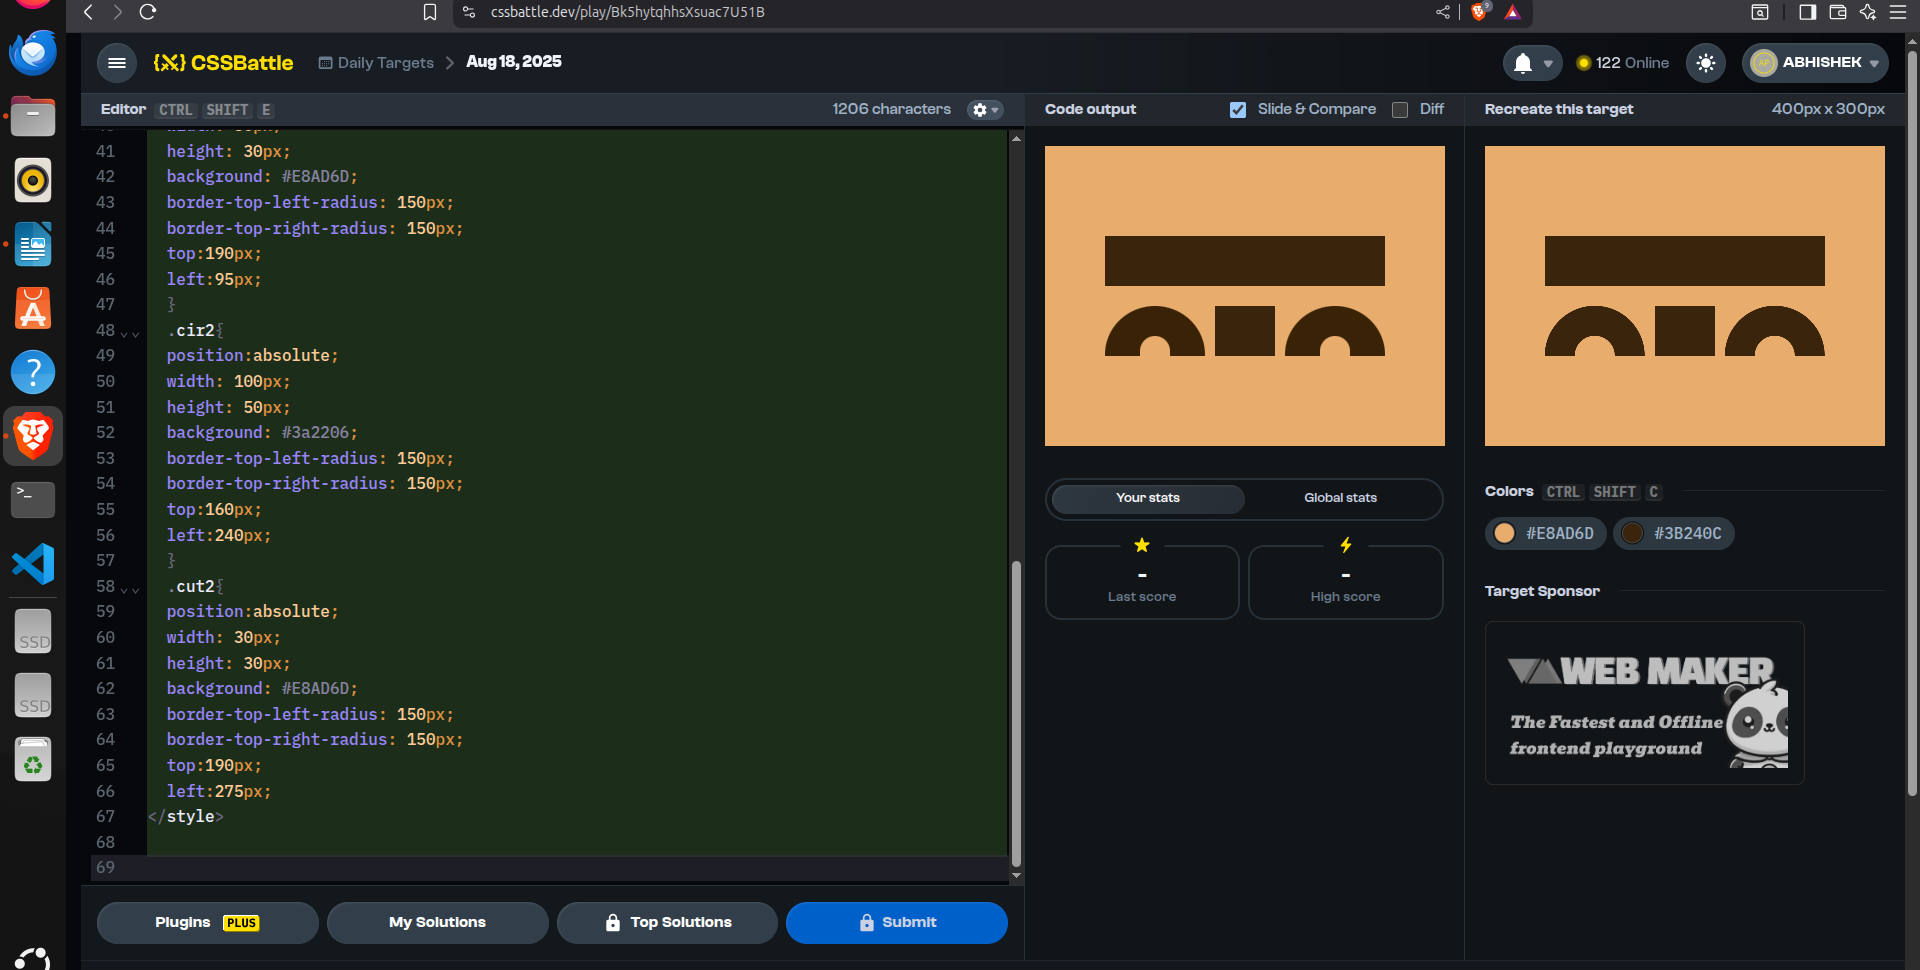 cssbattle.dev/play/Bk5hytqhhsXsuac7U51B
9
{X} CSSBattle
Daily Targets
Aug 18, 2025
122 Online
AP
ABHISHEK
Editor CTRL SHIFT E
1206 characters
Code output
Slide & Compare
Diff
Recreate this target
400px x 300px
41 height: 30px;
42 background: #E8AD6D;
43 border-top-left-radius: 150px;
44 border-top-right-radius: 150px;
45 top:190px;
46 left:95px;
47 }
48 .cir2{
49 position:absolute;
50 width: 100px;
51 height: 50px;
52 background: #3a2206;
53 border-top-left-radius: 150px;
54 border-top-right-radius: 150px;
55 top:160px;
56 left:240px;
57 }
58 .cut2{
59 position:absolute;
60 width: 30px;
61 height: 30px;
62 background: #E8AD6D;
63 border-top-left-radius: 150px;
64 border-top-right-radius: 150px;
65 top:190px;
66 left:275px;
67 </style>
68
69
Your stats
Global stats
-
Last score
-
High score
Colors CTRL SHIFT C
#E8AD6D
#3B240C
Target Sponsor
WEB MAKER
The Fastest and Offline
frontend playground
Plugins PLUS
My Solutions
Top Solutions
Submit
SSD
SSD